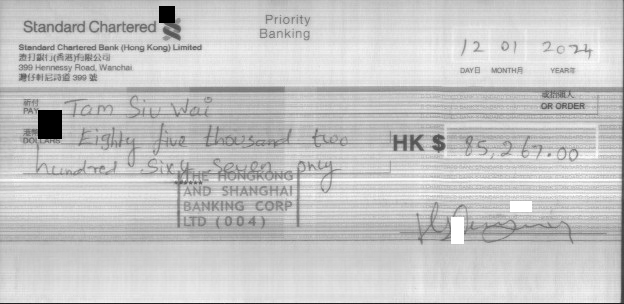 Standard Chartered
Priority
Banking
Standard Chartered Bank (Hong Kong) Limited
渣打銀行(香港)有限公司
399 Hennessy Road, Wanchai.
灣仔軒尼詩道 399 號
12 01 2024
DAY日 MONTH月 YEAR年
祈付
PAY Tam Siu Wai
或抬頭人
OR ORDER
港幣
DOLLARS Eighty five thousand two
HK $ 85,267.00
hundred Sixty Seven only
THE HONGKONG
AND SHANGHAI
BANKING CORP
LTD (004)